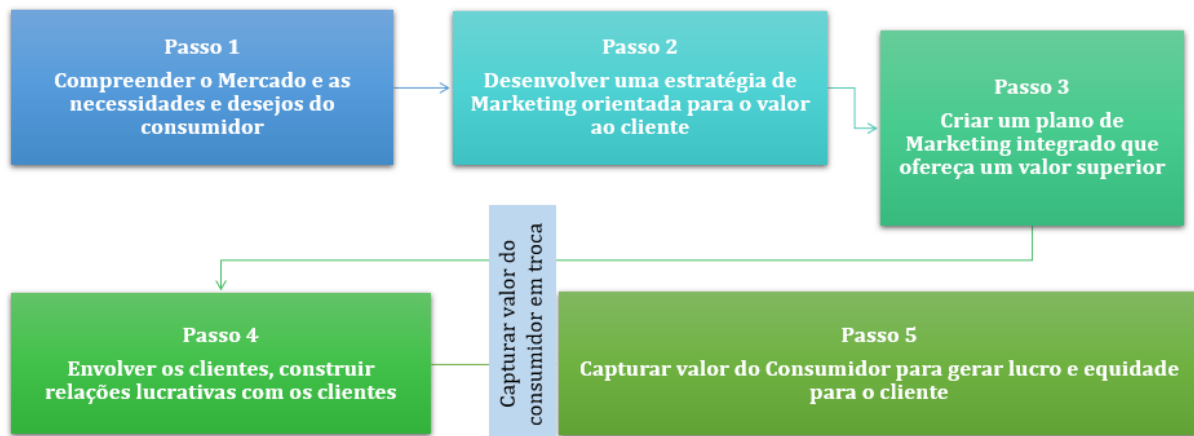 Passo 1
Compreender o Mercado e as
necessidades e desejos do
consumidor
Passo 2
Desenvolver uma estratégia de
Marketing orientada para o valor
ao cliente
Passo 3
Criar um plano de
Marketing integrado que
ofereça um valor superior
Passo 4
Envolver os clientes, construir
relações lucrativas com os clientes
Capturar valor do
consumidor em troca
Passo 5
Capturar valor do Consumidor para gerar lucro e equidade
para o cliente